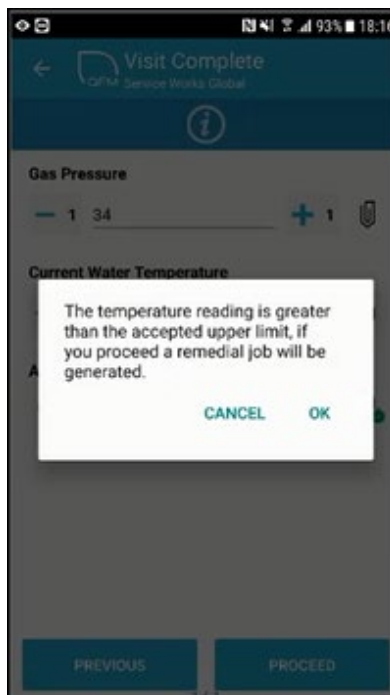 93% 18:16
Visit Complete
QFM Service Works Global
i
Gas Pressure
− 1 34 + 1
Current Water Temperature
The temperature reading is greater
than the accepted upper limit, if
you proceed a remedial job will be
generated.
CANCEL OK
A
PREVIOUS PROCEED